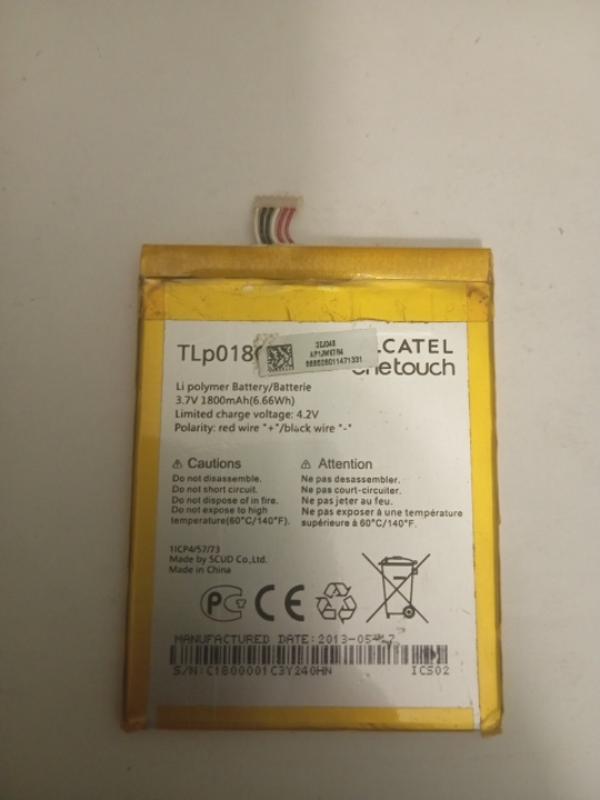 TLp018
ALCATEL
onetouch
Li polymer Battery/Batterie
3.7V 1800mAh(6.66Wh)
Limited charge voltage: 4.2V
Polarity: red wire "+"/black wire "-"
Cautions
Do not disassemble.
Do not short circuit.
Do not dispose of in fire.
Do not expose to high
temperature(60°C/140°F).
Attention
Ne pas desassembler.
Ne pas court-circuiter.
Ne pas jeter au feu.
Ne pas exposer à une température
supérieure à 60°C/140°F.
1ICP4/57/73
Made by SCUD Co.,Ltd.
Made in China
CE
MANUFACTURED DATE:2013-05-
S/N:C1800001C3Y240HN
ICS02